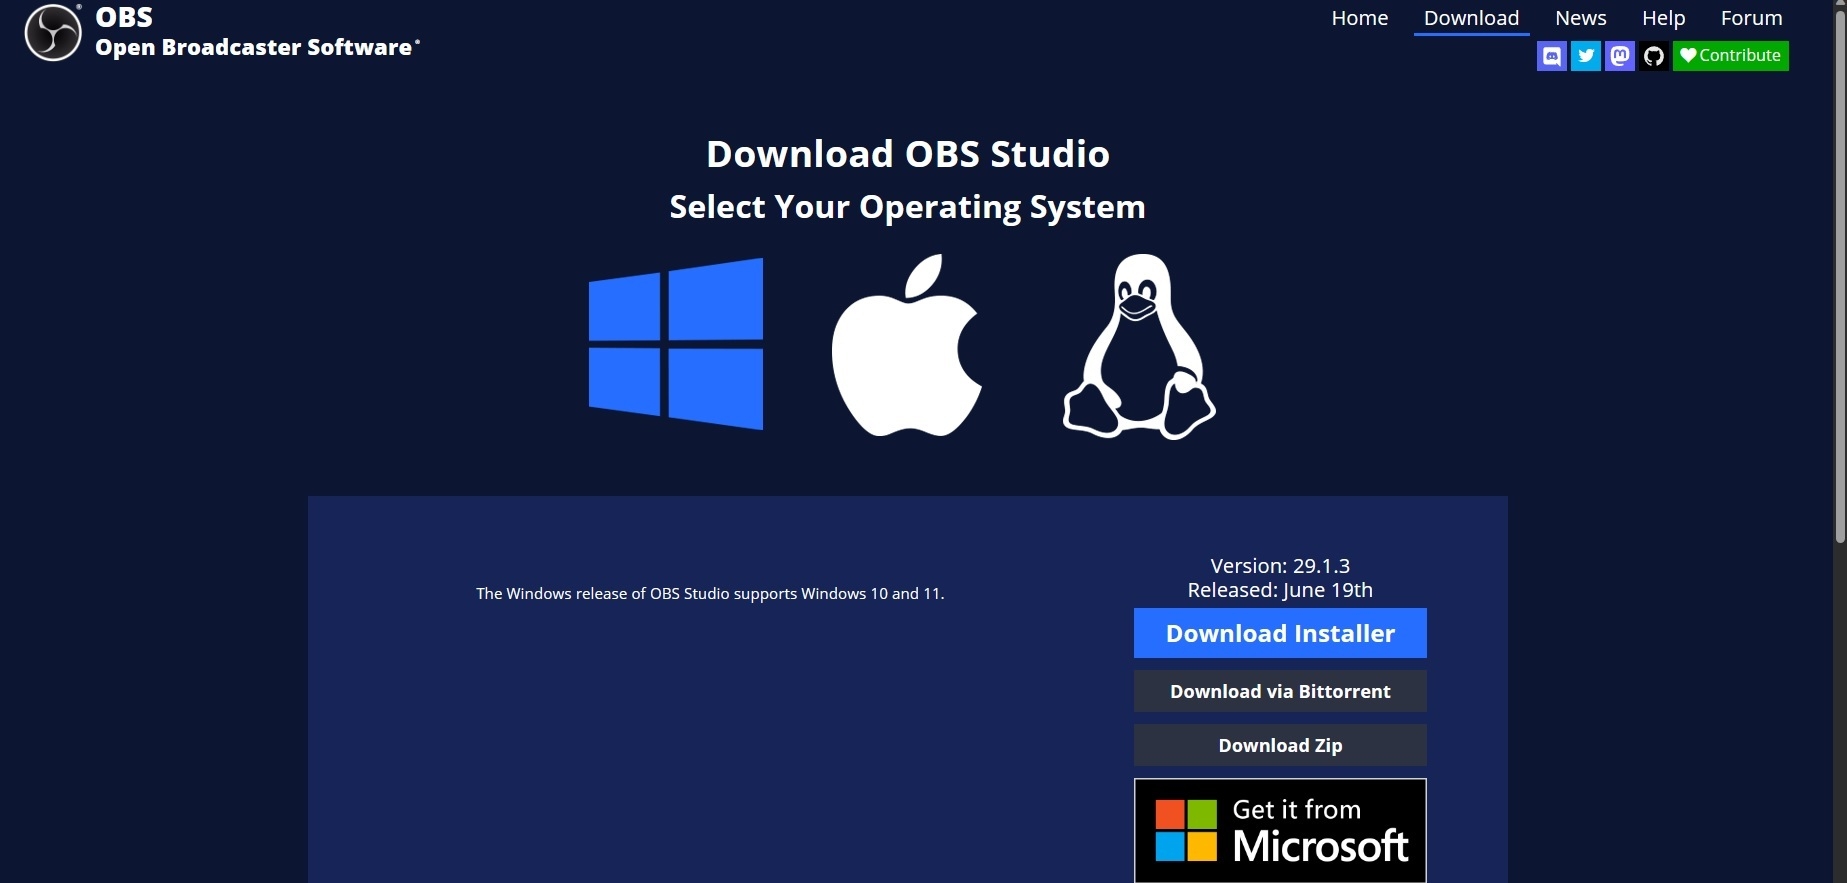 OBS
Open Broadcaster Software®
Home Download News Help Forum
Contribute
Download OBS Studio
Select Your Operating System
The Windows release of OBS Studio supports Windows 10 and 11.
Version: 29.1.3
Released: June 19th
Download Installer
Download via Bittorrent
Download Zip
Get it from
Microsoft